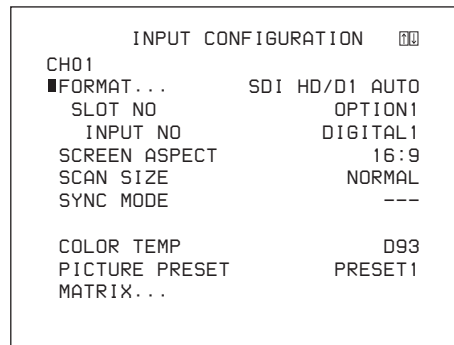 INPUT CONFIGURATION ↑↓
CH01
■FORMAT... SDI HD/D1 AUTO
SLOT NO OPTION1
INPUT NO DIGITAL1
SCREEN ASPECT 16:9
SCAN SIZE NORMAL
SYNC MODE ---
COLOR TEMP D93
PICTURE PRESET PRESET1
MATRIX...